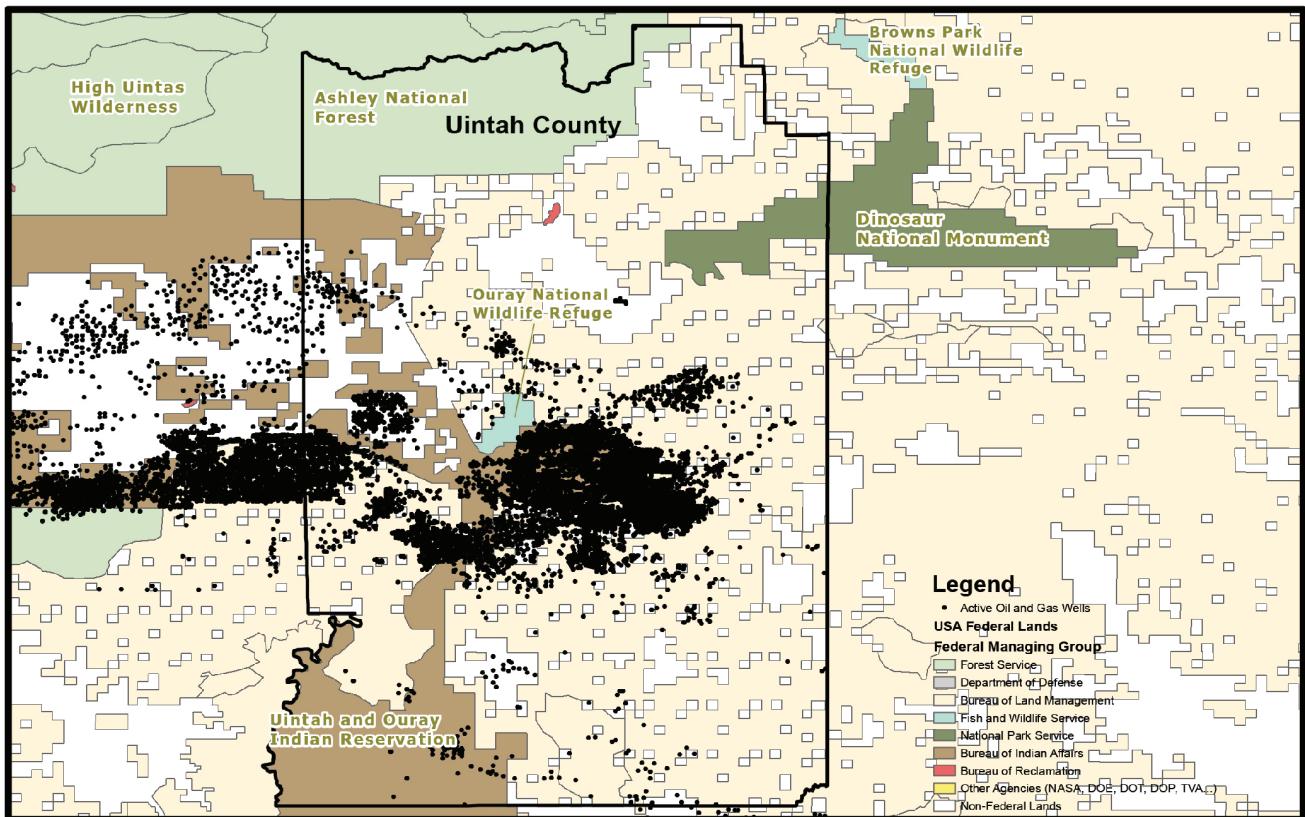 Browns Park
National Wildlife
Refuge
High Uintas
Wilderness
Ashley National
Forest
Uintah County
Dinosaur
National Monument
Ouray National
Wildlife Refuge
Uintah and Ouray
Indian Reservation
Legend
Active Oil and Gas Wells
USA Federal Lands
Federal Managing Group
Forest Service
Department of Defense
Bureau of Land Management
Fish and Wildlife Service
National Park Service
Bureau of Indian Affairs
Bureau of Reclamation
Other Agencies (NASA, DOE, DOT, DOP, TVA...)
Non-Federal Lands